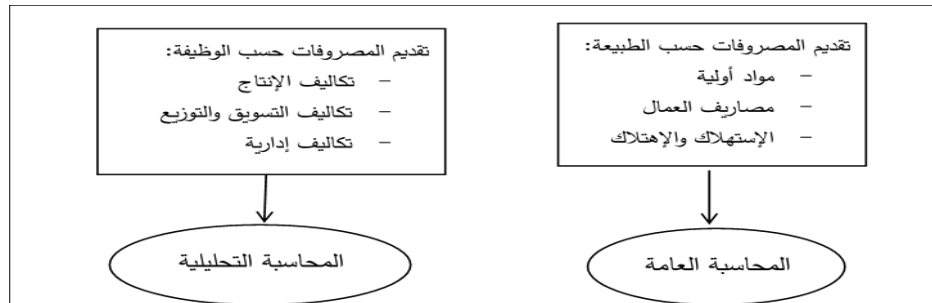 تقديم المصروفات حسب الطبيعة:
– مواد أولية
– مصاريف العمال
– الإستهلاك والإهتلاك
المحاسبة العامة
تقديم المصروفات حسب الوظيفة:
– تكاليف الإنتاج
– تكاليف التسويق والتوزيع
– تكاليف إدارية
المحاسبة التحليلية